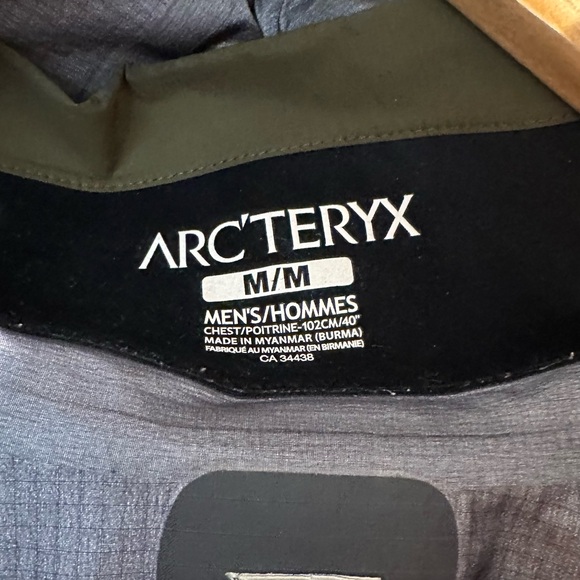 ARC'TERYX
M/M
MEN'S/HOMMES
CHEST/POITRINE-102CM/40"
MADE IN MYANMAR (BURMA)
FABRIQUÉ AU MYANMAR (EN BIRMANIE)
CA 34438